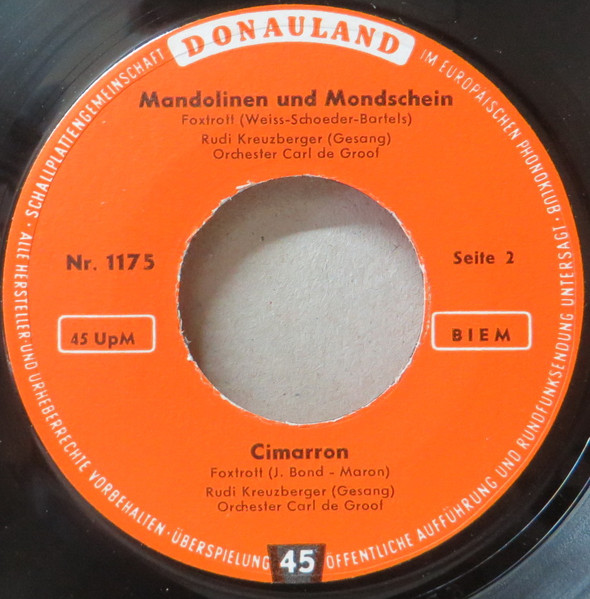 DONAULAND
SCHALLPLATTENGEMEINSCHAFT
IM EUROPÄISCHEN PHONOKLUB ·
Mandolinen und Mondschein
Foxtrott (Weiss-Schoeder-Bartels)
Rudi Kreuzberger (Gesang)
Orchester Carl de Groof
Nr. 1175
Seite 2
45 UpM
BIEM
Cimarron
Foxtrott (J. Bond - Maron)
Rudi Kreuzberger (Gesang)
Orchester Carl de Groof
· ALLE HERSTELLER- UND URHEBERRECHTE VORBEHALTEN · ÜBERSPIELUNG
45
ÖFFENTLICHE AUFFÜHRUNG UND RUNDFUNKSENDUNG UNTERSAGT